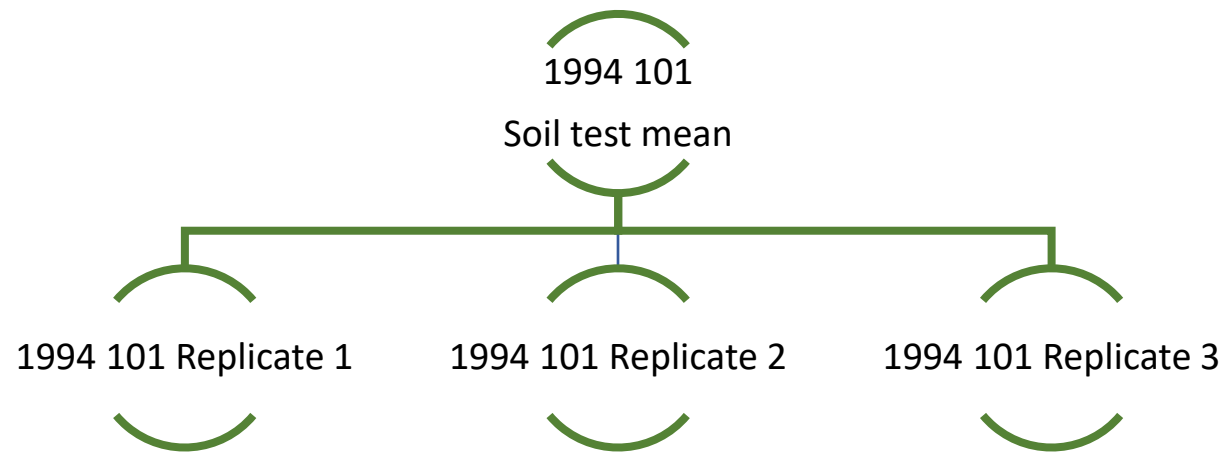 1994 101
Soil test mean
1994 101 Replicate 1
1994 101 Replicate 2
1994 101 Replicate 3